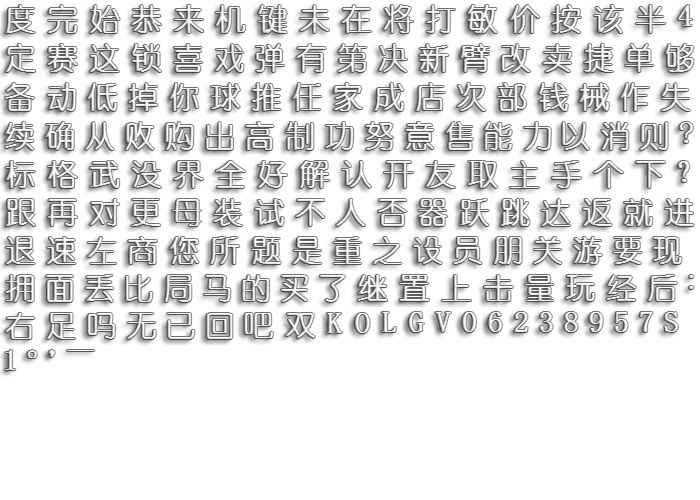 度完始恭来机键未在将打敏价按该半4
定赛这锁喜戏弹有第决新臂改卖捷单够
备动低掉你球推任家成店次部钱械作失
续确从败购出高制功努意售能力以消则?
标格武没界全好解认开友取主手个下?
跟再对更母装试不人否器跃跳达返就进
退速左商您所题是重之设员朋关游要现
拥面丢比局马的买了继置上击量玩经后:
右足吗无已回吧双KOLGV06238957S
1°'—